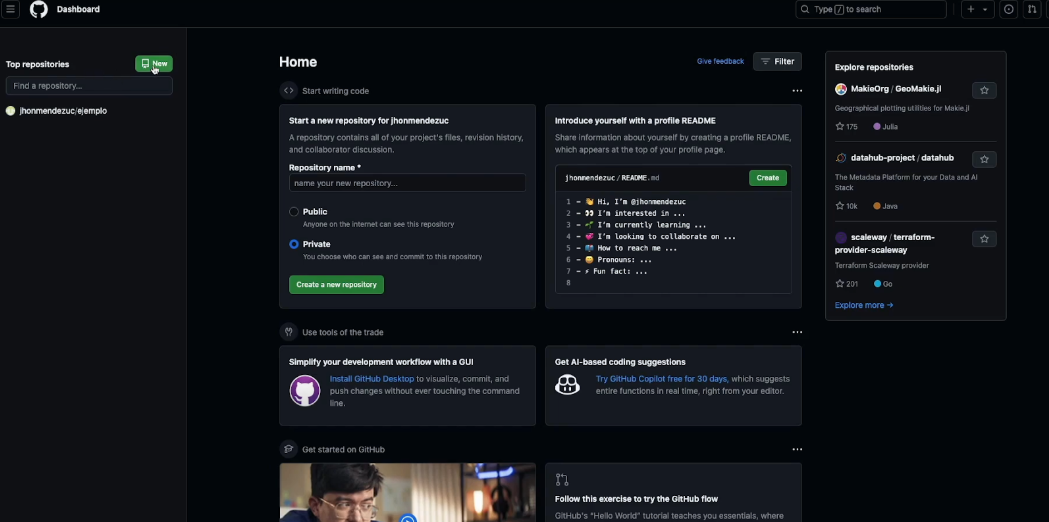 Dashboard
Type / to search
Top repositories
New
Find a repository...
jhonmendezuc/ejemplo
Home
Give feedback
Filter
Start writing code
Start a new repository for jhonmendezuc
A repository contains all of your project's files, revision history,
and collaborator discussion.
Repository name *
name your new repository...
Public
Anyone on the internet can see this repository
Private
You choose who can see and commit to this repository
Create a new repository
Introduce yourself with a profile README
Share information about yourself by creating a profile README,
which appears at the top of your profile page.
jhonmendezuc / README.md
Create
1 - 👋 Hi, I'm @jhonmendezuc
2 - 👀 I'm interested in ...
3 - 🌱 I'm currently learning ...
4 - 💞️ I'm looking to collaborate on ...
5 - 📫 How to reach me ...
6 - 😄 Pronouns: ...
7 - ⚡ Fun fact: ...
8
Use tools of the trade
Simplify your development workflow with a GUI
Install GitHub Desktop to visualize, commit, and
push changes without ever touching the command
line.
Get AI-based coding suggestions
Try GitHub Copilot free for 30 days, which suggests
entire functions in real time, right from your editor.
Get started on GitHub
Follow this exercise to try the GitHub flow
GitHub's "Hello World" tutorial teaches you essentials, where
Explore repositories
MakieOrg / GeoMakie.jl
Geographical plotting utilities for Makie.jl
175 Julia
datahub-project / datahub
The Metadata Platform for your Data and AI
Stack
10k Java
scaleway / terraform-
provider-scaleway
Terraform Scaleway provider
201 Go
Explore more →